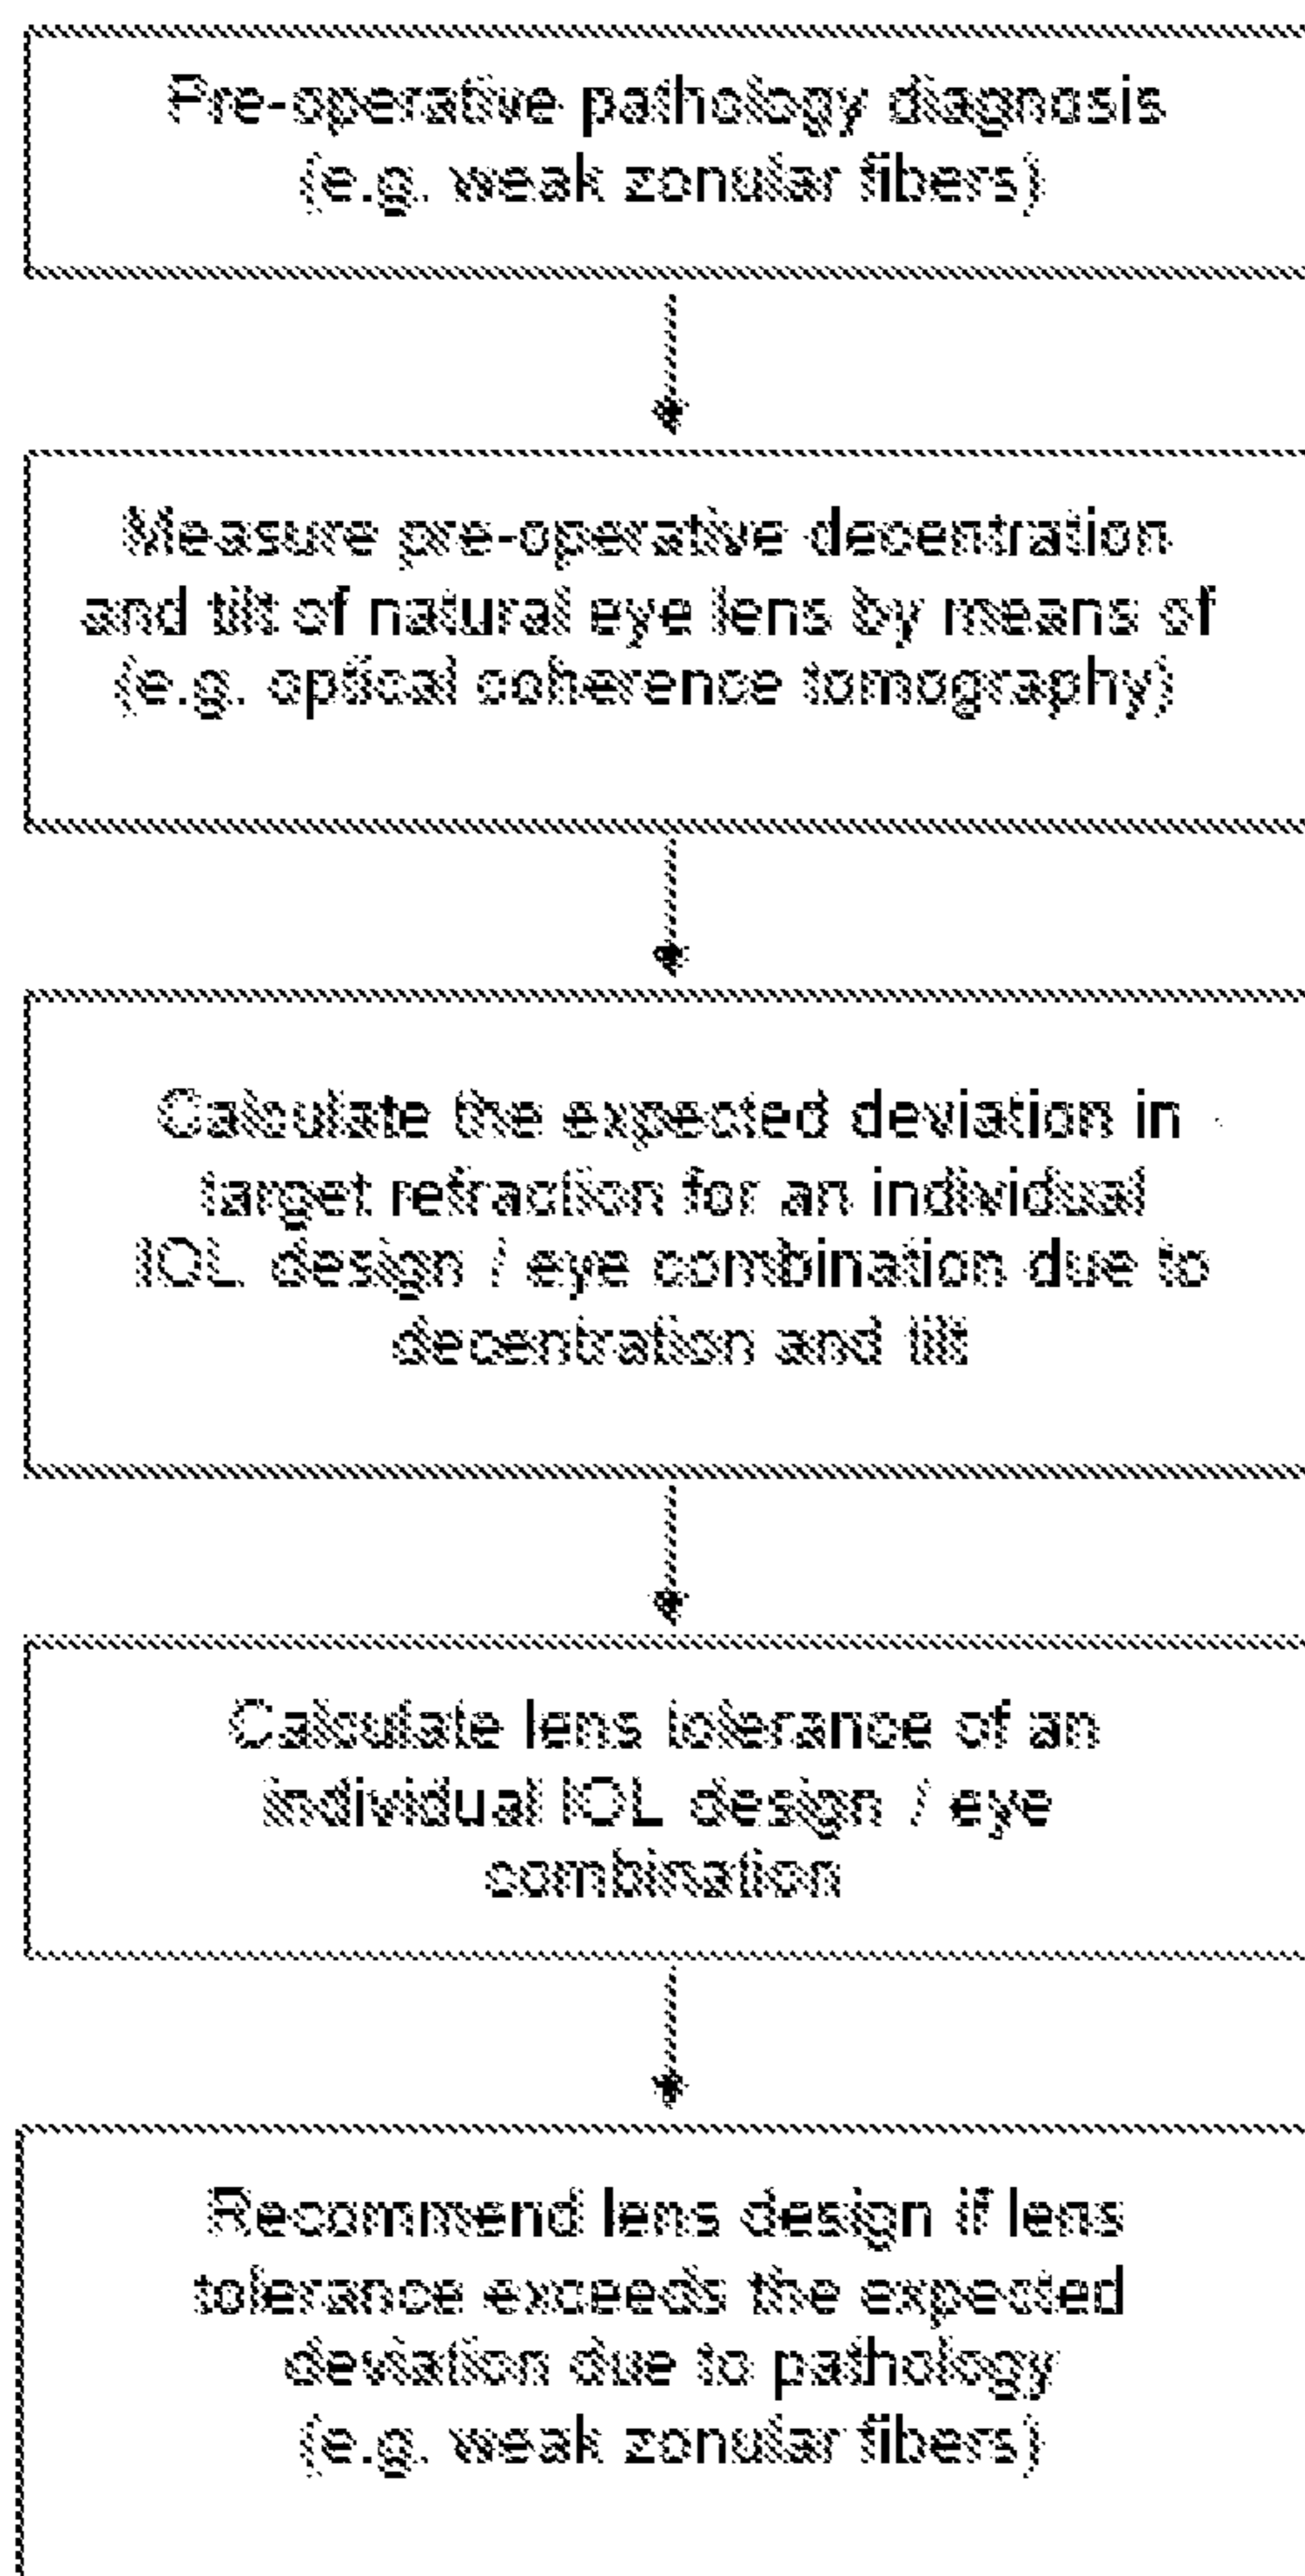 Pre-operative pathology diagnosis
(e.g. weak zonular fibers)
Measure pre-operative decentration
and tilt of natural eye lens by means of
(e.g. optical coherence tomography)
Calculate the expected deviation in
target refraction for an individual
IOL design / eye combination due to
decentration and tilt
Calculate lens tolerance of an
individual IOL design / eye
combination
Recommend lens design if lens
tolerance exceeds the expected
deviation due to pathology
(e.g. weak zonular fibers)